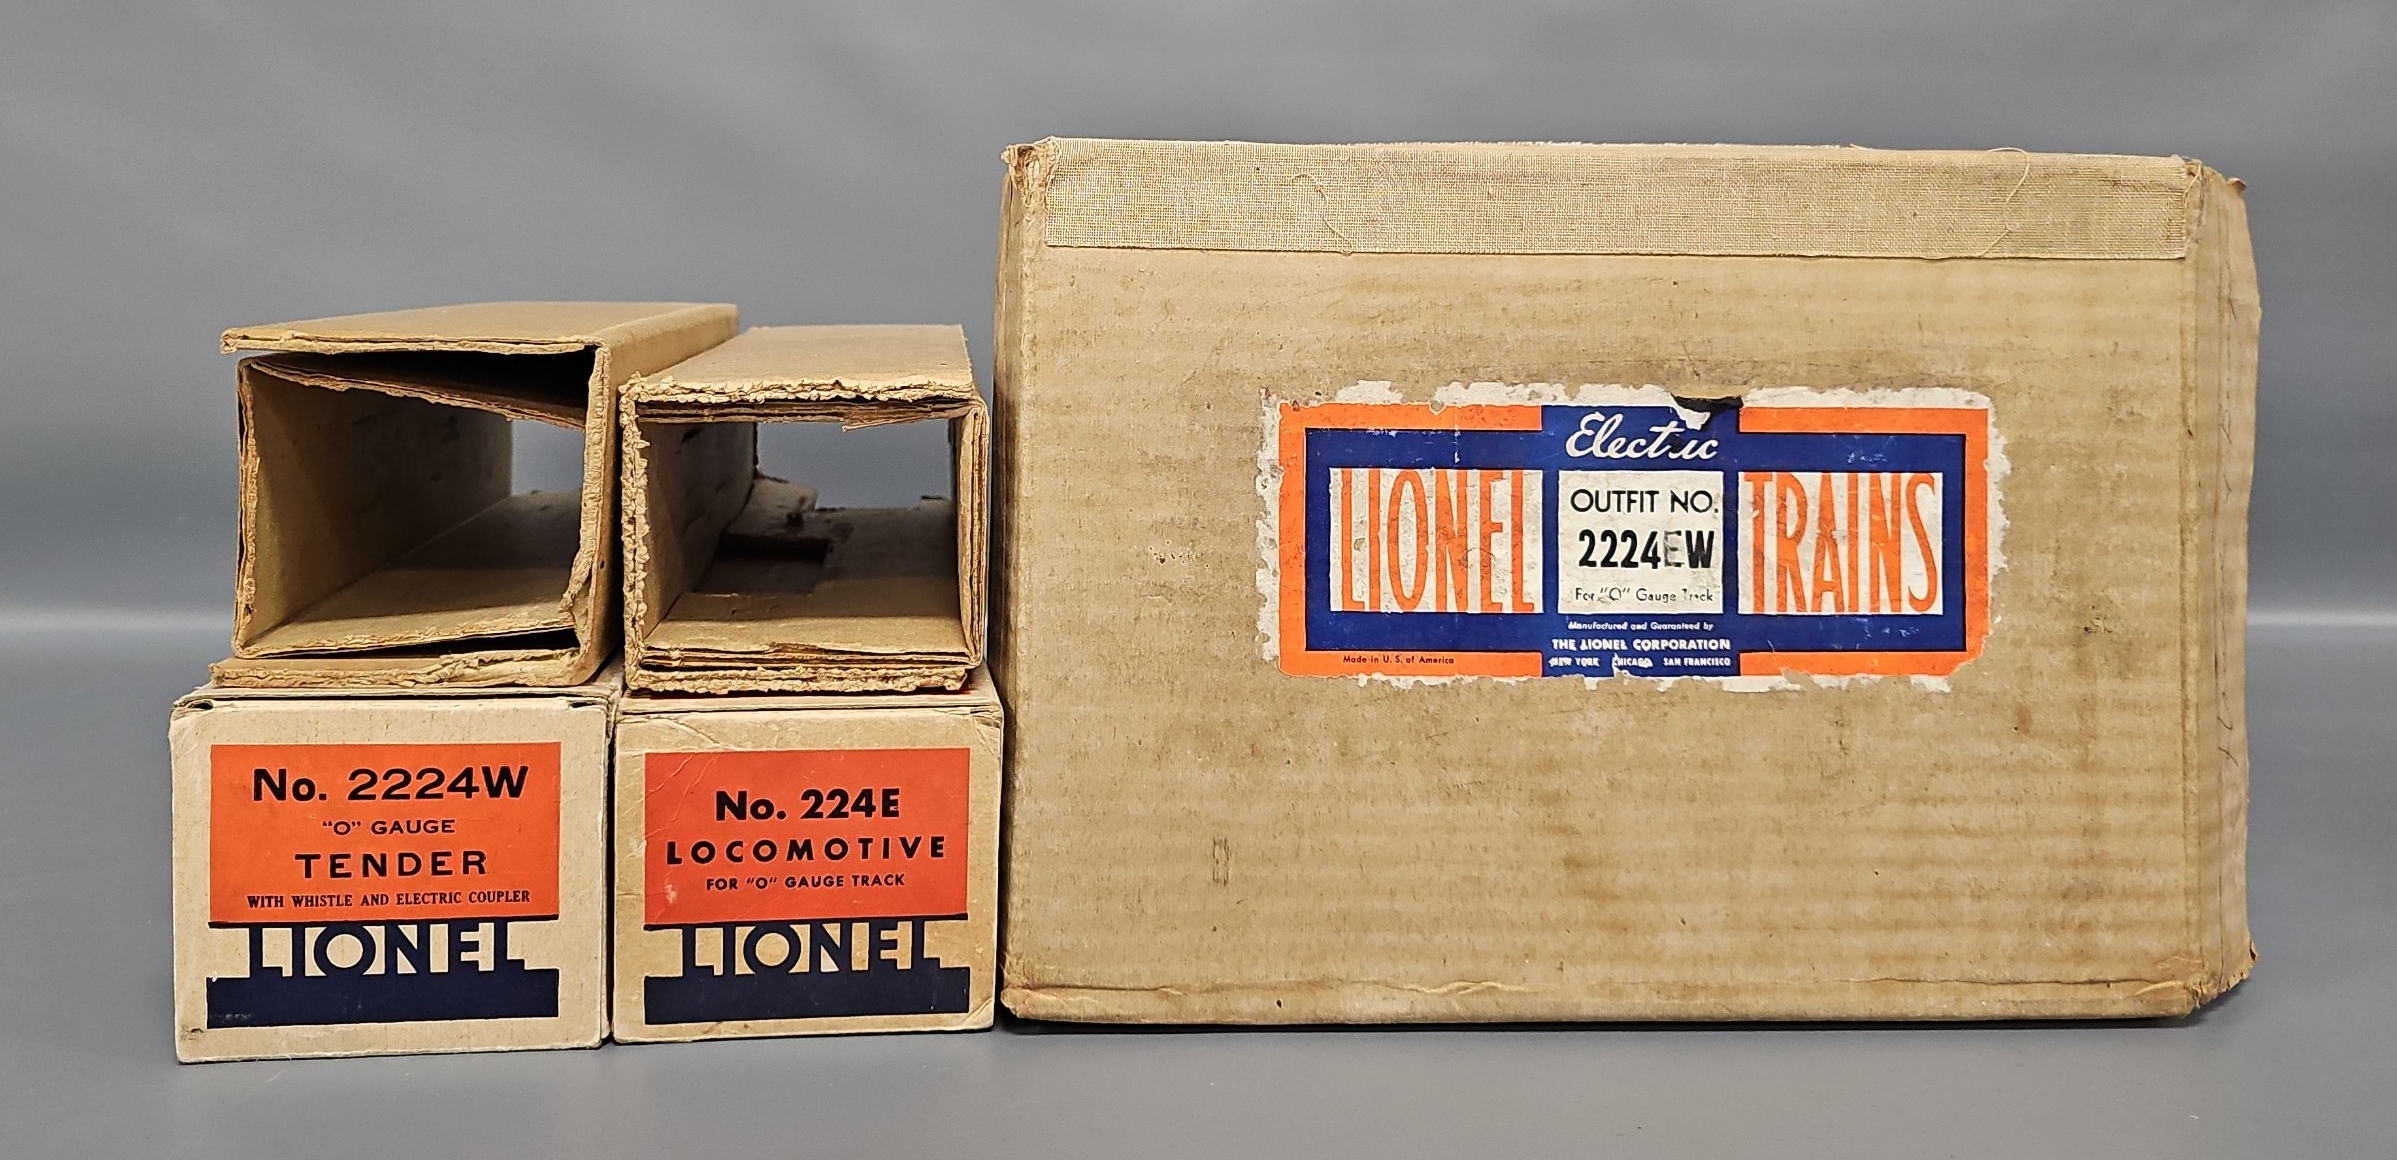 No. 2224W
"O" GAUGE
TENDER
WITH WHISTLE AND ELECTRIC COUPLER
LIONEL
No. 224E
LOCOMOTIVE
FOR "O" GAUGE TRACK
LIONEL
Electric
LIONEL TRAINS
OUTFIT NO.
2224EW
For "O" Gauge Track
Manufactured and Guaranteed by
THE LIONEL CORPORATION
NEW YORK CHICAGO SAN FRANCISCO
Made in U. S. of America